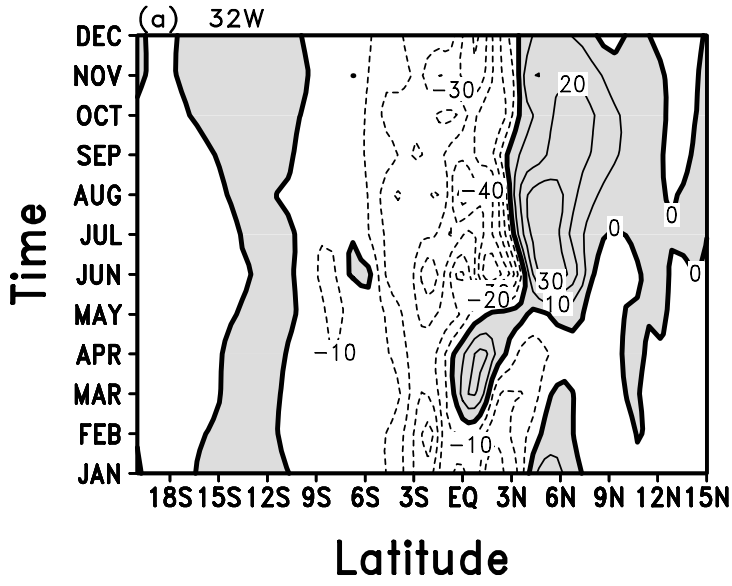 (a) 32W
DEC
NOV
OCT
SEP
AUG
JUL
JUN
MAY
APR
MAR
FEB
JAN
Time
−30
20
−40
0
0
0
30
−20
10
−10
−10
18S 15S 12S 9S 6S 3S EQ 3N 6N 9N 12N 15N
Latitude